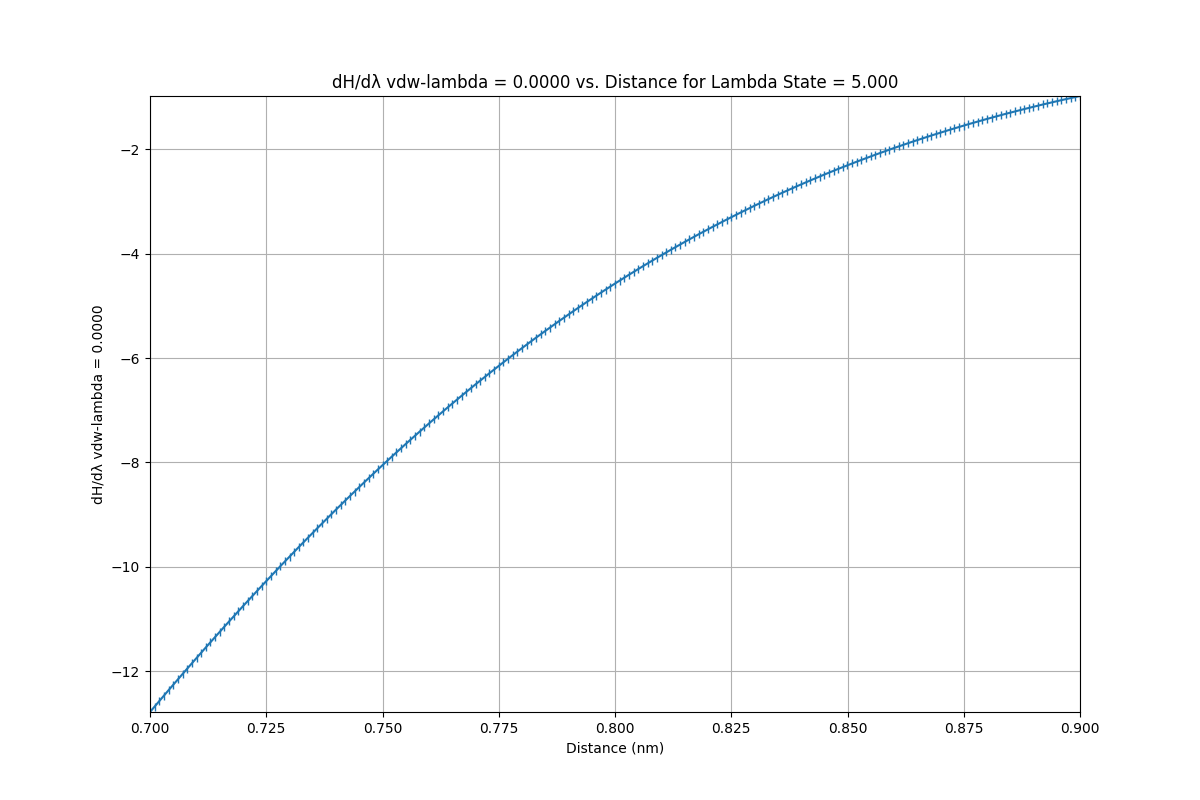 dH/dλ vdw-lambda = 0.0000 vs. Distance for Lambda State = 5.000
dH/dλ vdw-lambda = 0.0000
−2
−4
−6
−8
−10
−12
0.700 0.725 0.750 0.775 0.800 0.825 0.850 0.875 0.900
Distance (nm)